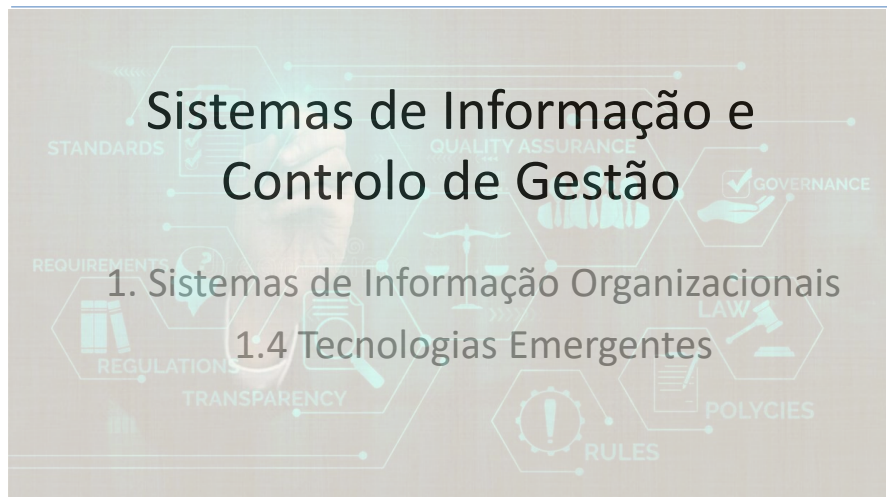 Sistemas de Informação e
Controlo de Gestão
STANDARDS
QUALITY ASSURANCE
GOVERNANCE
REQUIREMENTS
1. Sistemas de Informação Organizacionais
LAW
1.4 Tecnologias Emergentes
REGULATIONS
TRANSPARENCY
POLYCIES
RULES